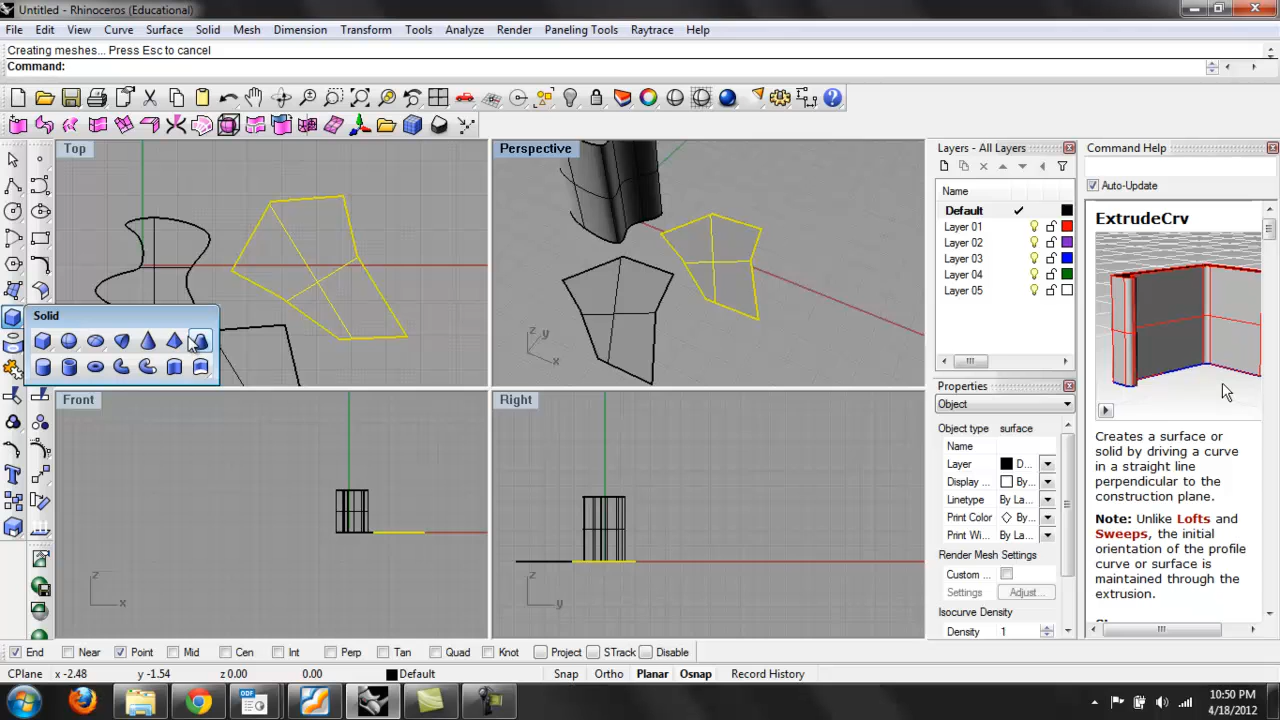 Untitled - Rhinoceros (Educational)
File Edit View Curve Surface Solid Mesh Dimension Transform Tools Analyze Render Paneling Tools Raytrace Help
Creating meshes... Press Esc to cancel
Command:
Top
Perspective
Layers - All Layers
Command Help
Auto-Update
Name
Default
Layer 01
Layer 02
Layer 03
Layer 04
Layer 05
ExtrudeCrv
Solid
z
y
x
Front
Right
Properties
Object
Object type surface
Name
Layer D...
Display ... By...
Linetype By La...
Print Color By...
Print Wi... By La...
Render Mesh Settings
Custom ...
Settings Adjust...
Isocurve Density
Density 1
Creates a surface or
solid by driving a curve
in a straight line
perpendicular to the
construction plane.
Note: Unlike Lofts and
Sweeps, the initial
orientation of the profile
curve or surface is
maintained through the
extrusion.
z
x
z
y
End Near Point Mid Cen Int Perp Tan Quad Knot Project STrack Disable
CPlane x -2.48 y -1.54 z 0.00 0.00 Default Snap Ortho Planar Osnap Record History
ODF
10:50 PM
4/18/2012